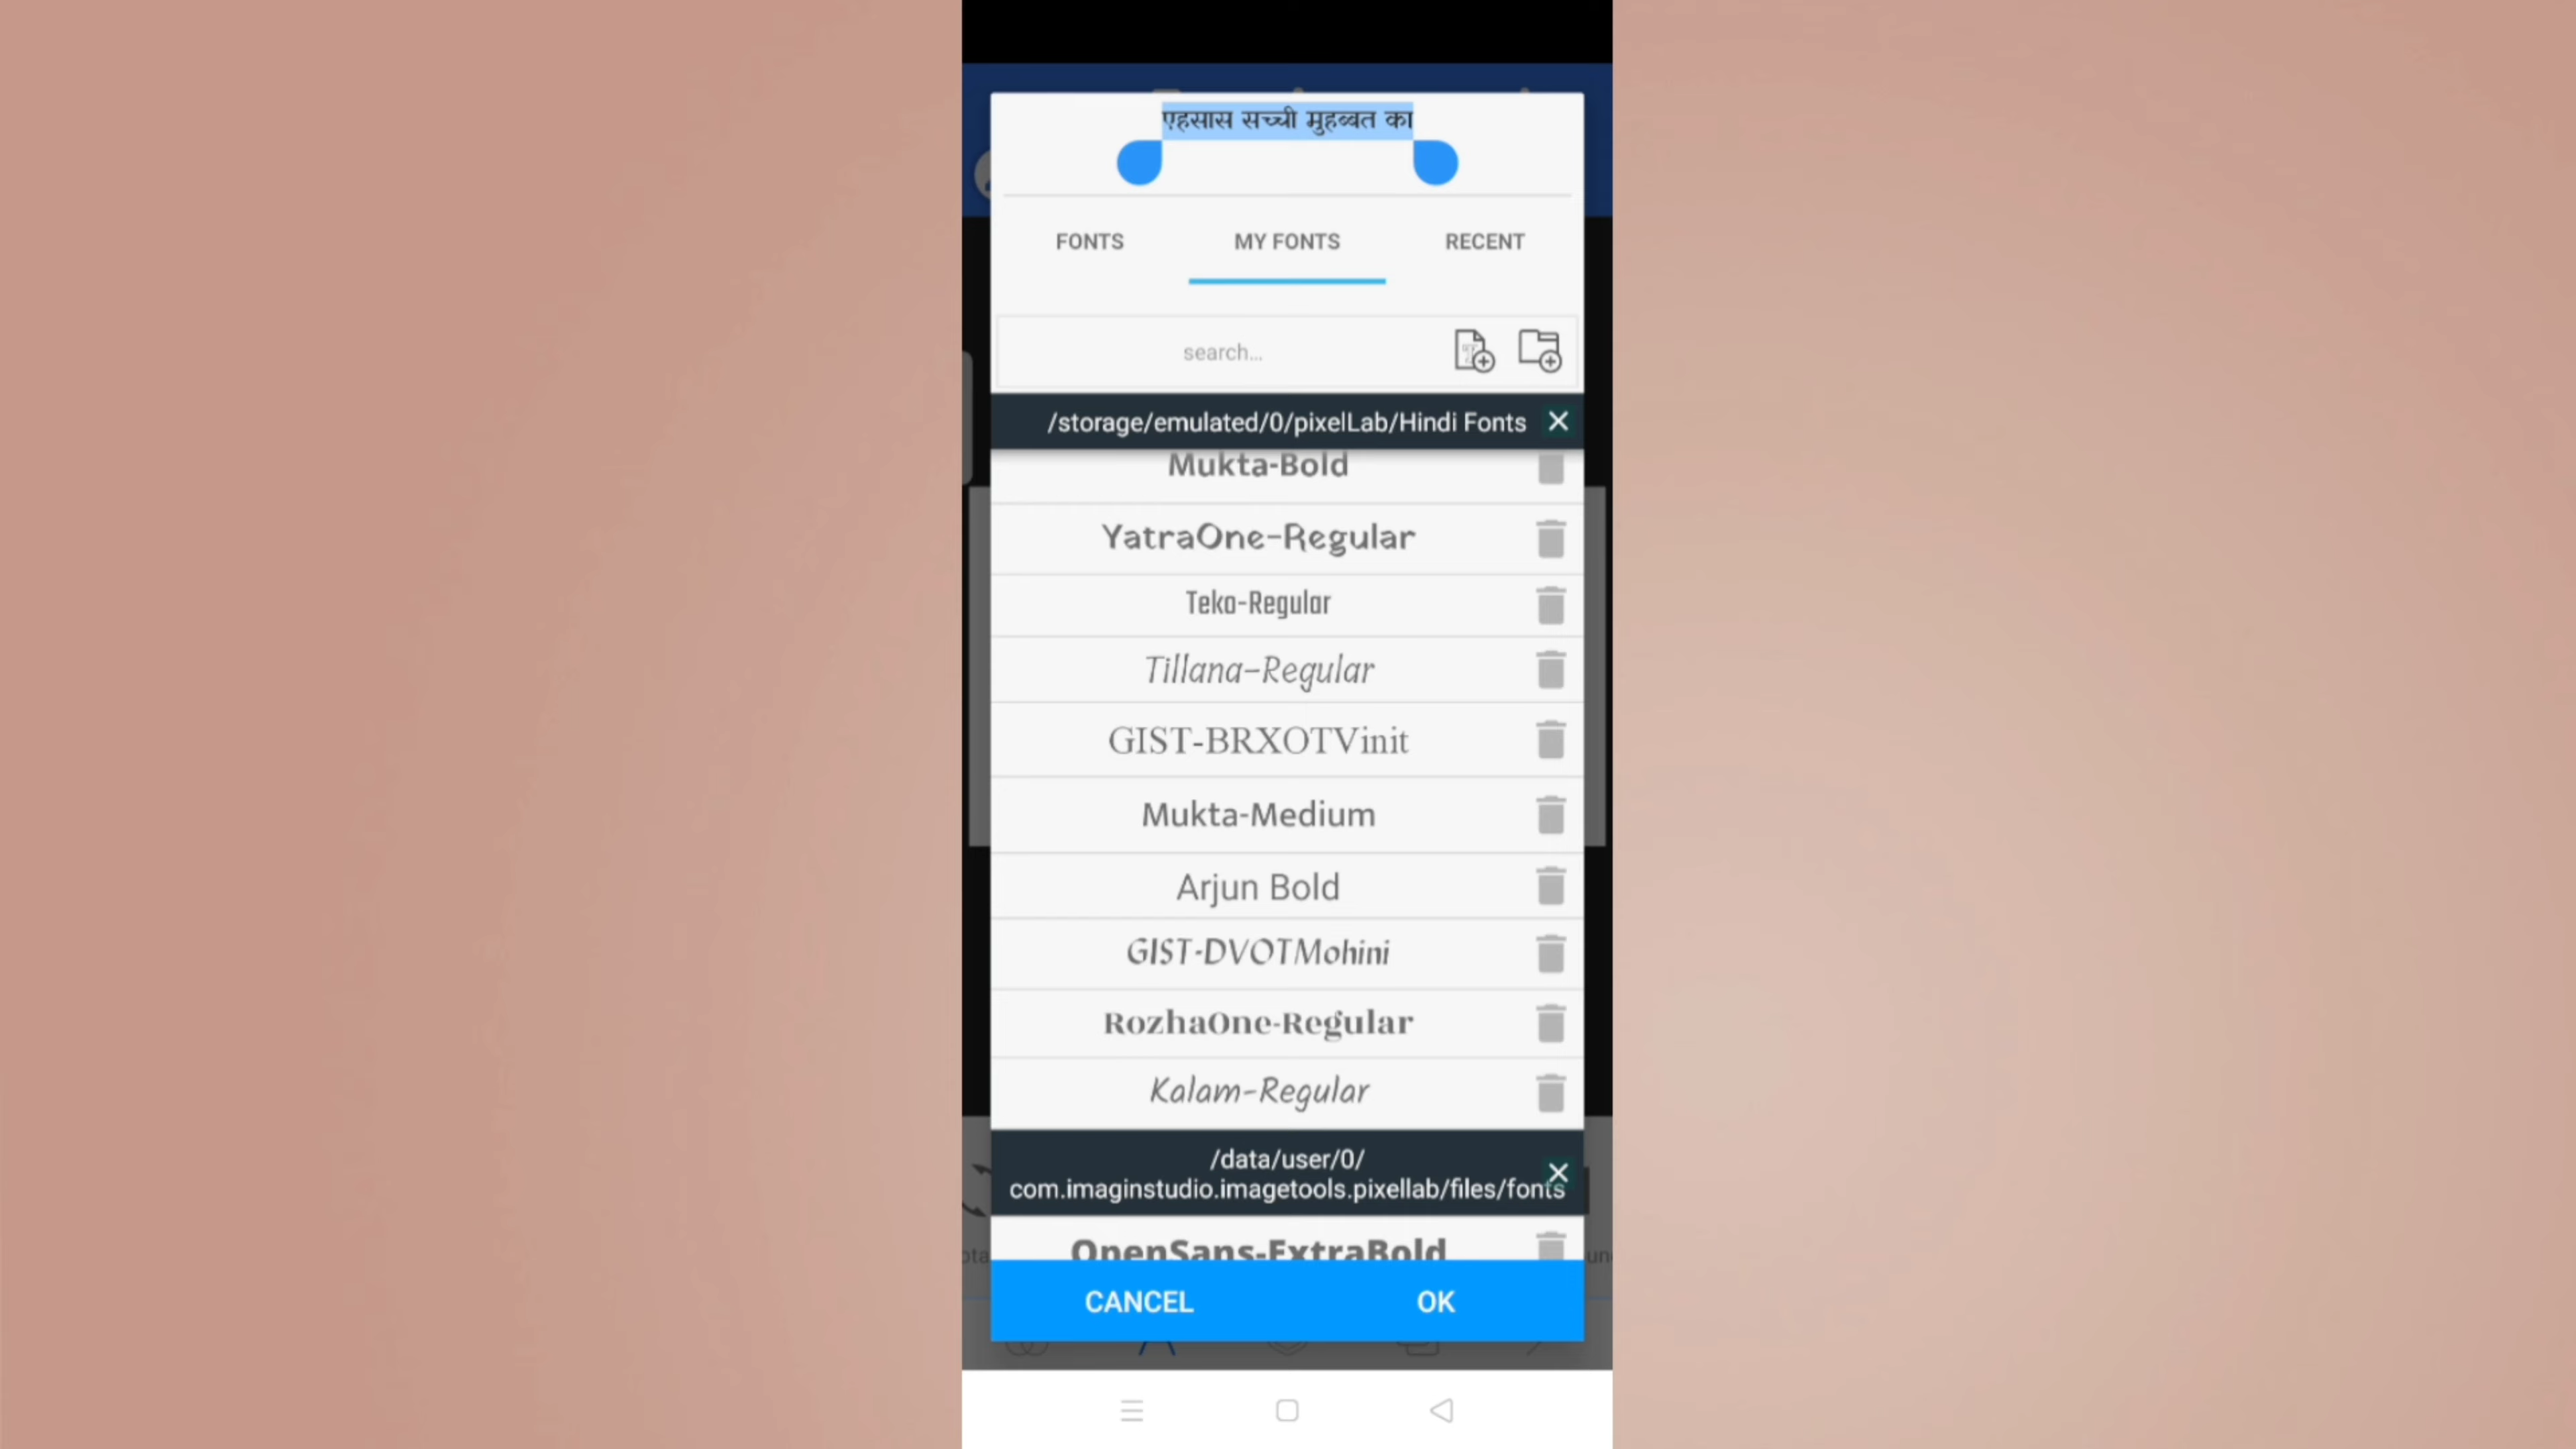 एहसास सच्ची मुहब्बत का
FONTS MY FONTS RECENT
search...
/storage/emulated/0/pixelLab/Hindi Fonts
Mukta-Bold
YatraOne-Regular
Teko-Regular
Tillana-Regular
GIST-BRXOTVinit
Mukta-Medium
Arjun Bold
GIST-DVOTMohini
RozhaOne-Regular
Kalam-Regular
/data/user/0/
com.imaginstudio.imagetools.pixellab/files/fonts
OpenSans-ExtraBold
CANCEL OK